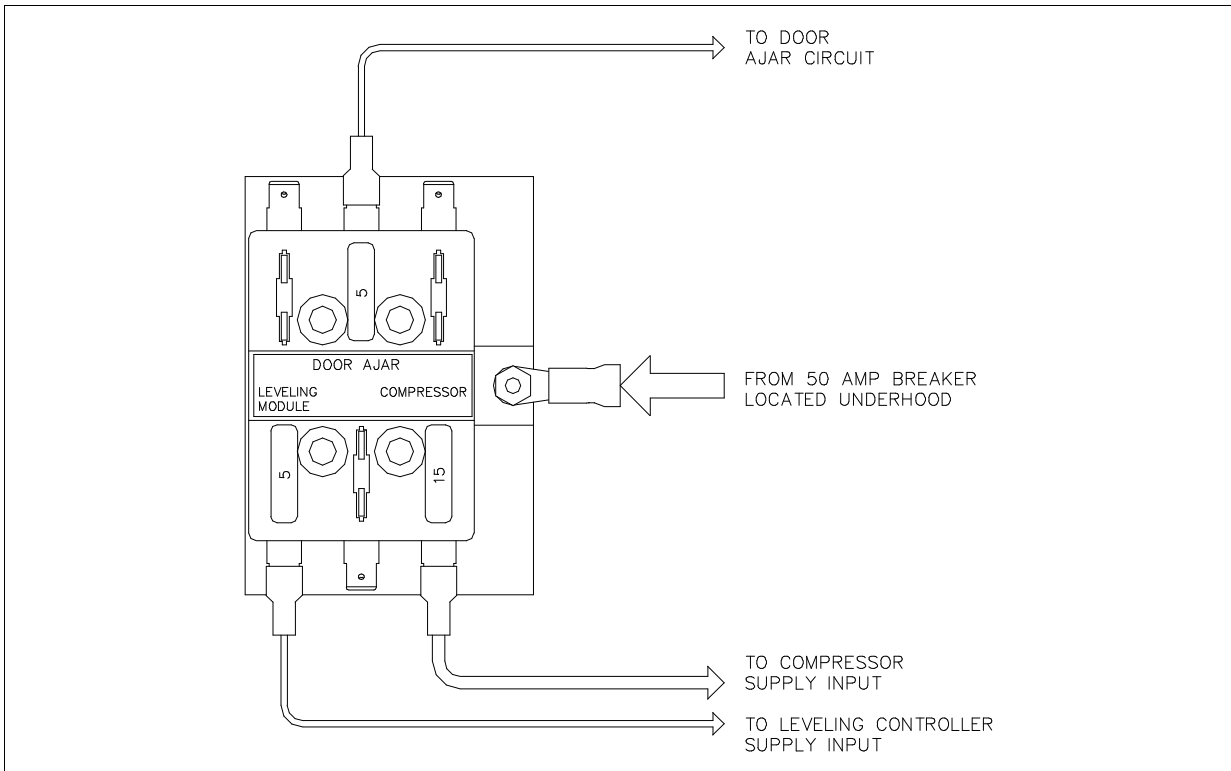 TO DOOR
AJAR CIRCUIT
5
DOOR AJAR
LEVELING
MODULE
COMPRESSOR
FROM 50 AMP BREAKER
LOCATED UNDERHOOD
5
15
TO COMPRESSOR
SUPPLY INPUT
TO LEVELING CONTROLLER
SUPPLY INPUT